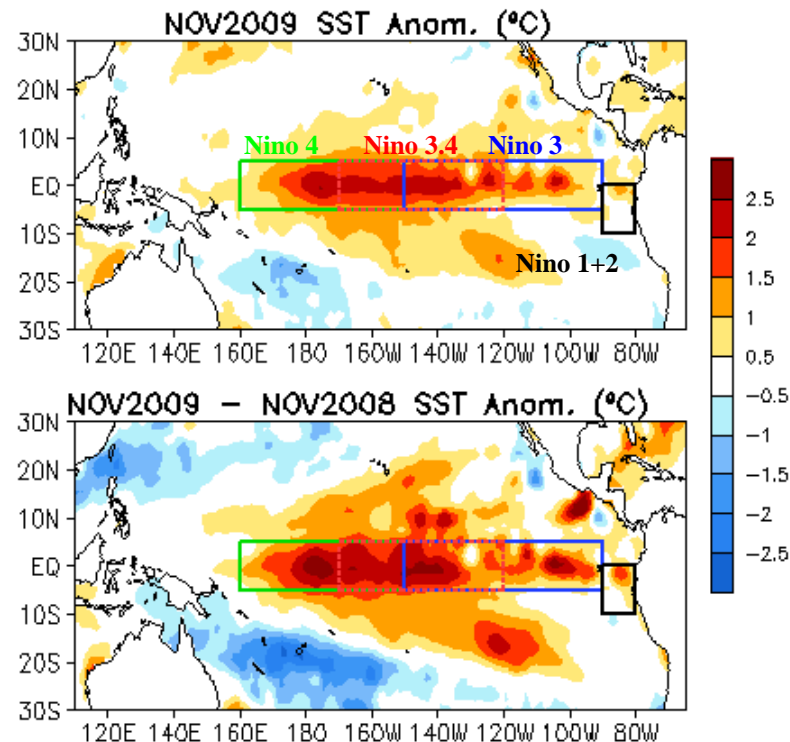 NOV2009 SST Anom. (ºC)
30N
20N
10N
EQ
10S
20S
30S
Nino 4 Nino 3.4 Nino 3
Nino 1+2
120E 140E 160E 180 160W 140W 120W 100W 80W
NOV2009 - NOV2008 SST Anom. (ºC)
30N
20N
10N
EQ
10S
20S
30S
120E 140E 160E 180 160W 140W 120W 100W 80W
2.5
2
1.5
1
0.5
-0.5
-1
-1.5
-2
-2.5